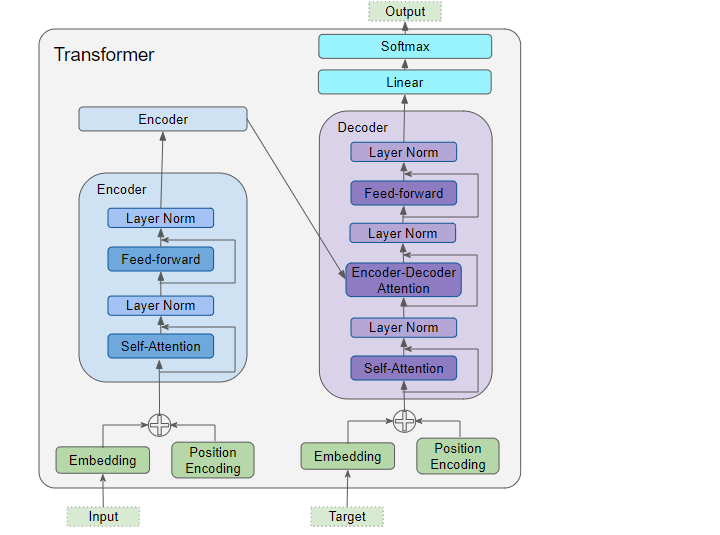 Output
Transformer
Softmax
Linear
Encoder
Decoder
Layer Norm
Feed-forward
Layer Norm
Encoder-Decoder
Attention
Layer Norm
Self-Attention
Encoder
Layer Norm
Feed-forward
Layer Norm
Self-Attention
Embedding
Position
Encoding
Embedding
Position
Encoding
Input
Target